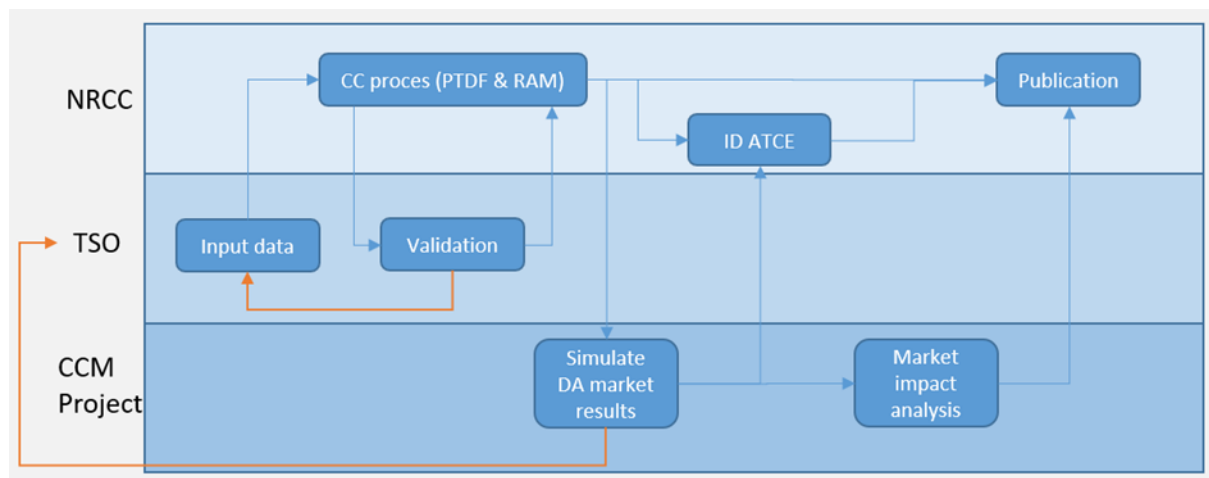 NRCC
CC proces (PTDF & RAM)
Publication
ID ATCE
TSO
Input data
Validation
CCM
Project
Simulate
DA market
results
Market
impact
analysis